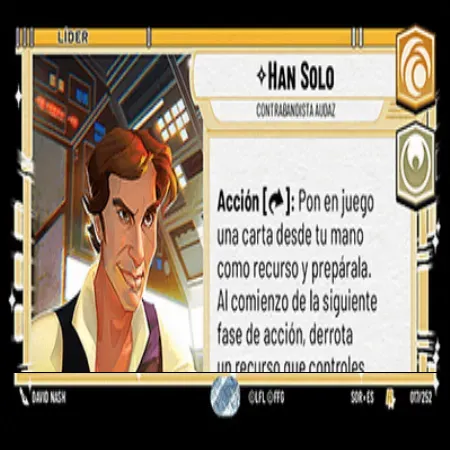 LÍDER
HAN SOLO
CONTRABANDISTA AUDAZ
Acción [ ]: Pon en juego
una carta desde tu mano
como recurso y prepárala.
Al comienzo de la siguiente
fase de acción, derrota
un recurso que controles
DAVID NASH ©LFL ©FFG SOR • ES 017/252